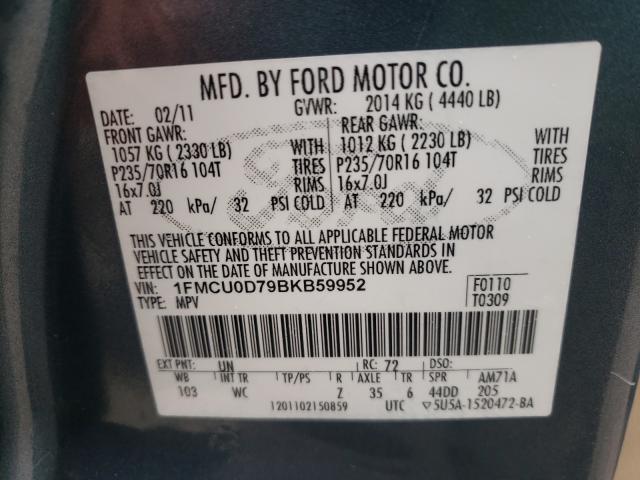 MFD. BY FORD MOTOR CO.
DATE: 02/11 GVWR: 2014 KG ( 4440 LB)
FRONT GAWR: REAR GAWR:
1057 KG ( 2330 LB) WITH 1012 KG ( 2230 LB) WITH
P235/70R16 104T TIRES P235/70R16 104T TIRES
16x7.0J RIMS 16x7.0J RIMS
AT 220 kPa/ 32 PSI COLD AT 220 kPa/ 32 PSI COLD
Ford
THIS VEHICLE CONFORMS TO ALL APPLICABLE FEDERAL MOTOR
VEHICLE SAFETY AND THEFT PREVENTION STANDARDS IN
EFFECT ON THE DATE OF MANUFACTURE SHOWN ABOVE.
VIN: 1FMCU0D79BKB59952 F0110
TYPE: MPV T0309
EXT PNT: UN RC: 72 DSO:
WB INT TR TP/PS R AXLE TR SPR AM71A
103 WC Z 35 6 44DD 205
1201102150859 UTC ▽5U5A-1520472-BA